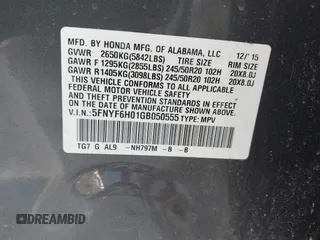 MFD. BY HONDA MFG. OF ALABAMA, LLC 12/'15
GVWR 2650KG(5842LBS) TIRE SIZE RIM SIZE
GAWR F 1295KG(2855LBS) 245/50R20 102H 20X8.0J
GAWR R 1405KG(3098LBS) 245/50R20 102H 20X8.0J
THIS VEHICLE CONFORMS TO ALL APPLICABLE
FEDERAL MOTOR VEHICLE SAFETY AND
STANDARDS IN EFFECT ON THE DATE OF
MANUFACTURE SHOWN ABOVE.
V.I.N.: 5FNYF6H01GB050555 TYPE: MPV
TG7 G AL9 -NH797M -B -B
DREAMBID
DREAMBID.COM